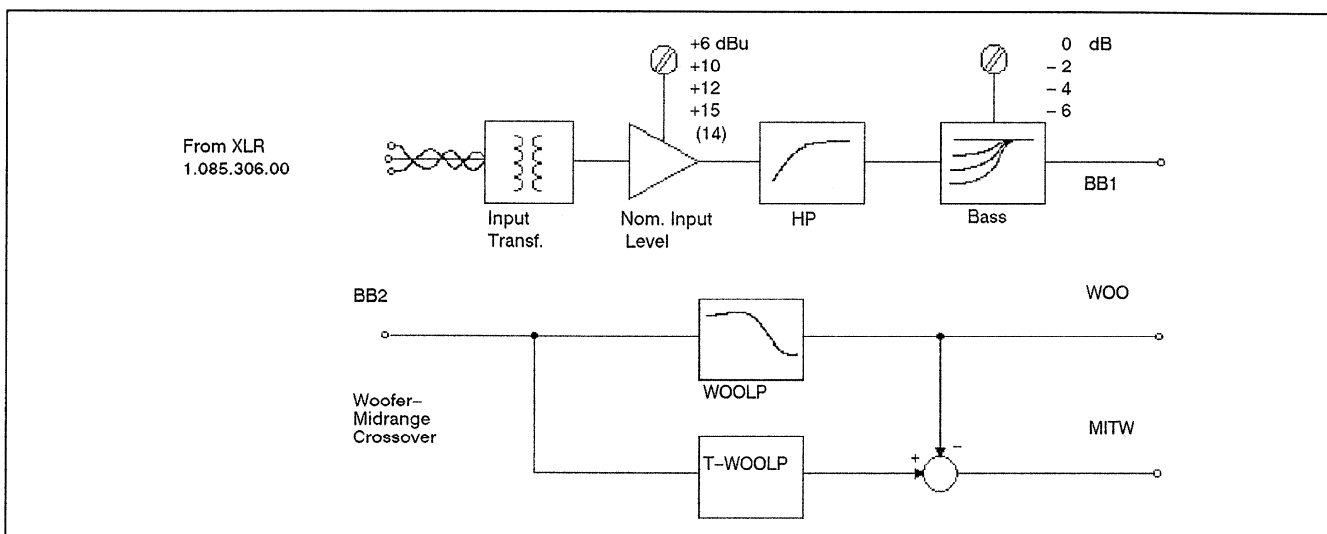 +6 dBu
+10
+12
+15
(14)
0 dB
– 2
– 4
– 6
From XLR
1.085.306.00
Input
Transf.
Nom. Input
Level
HP
Bass
BB1
BB2
WOO
WOOLP
Woofer–
Midrange
Crossover
T–WOOLP
+
–
MITW